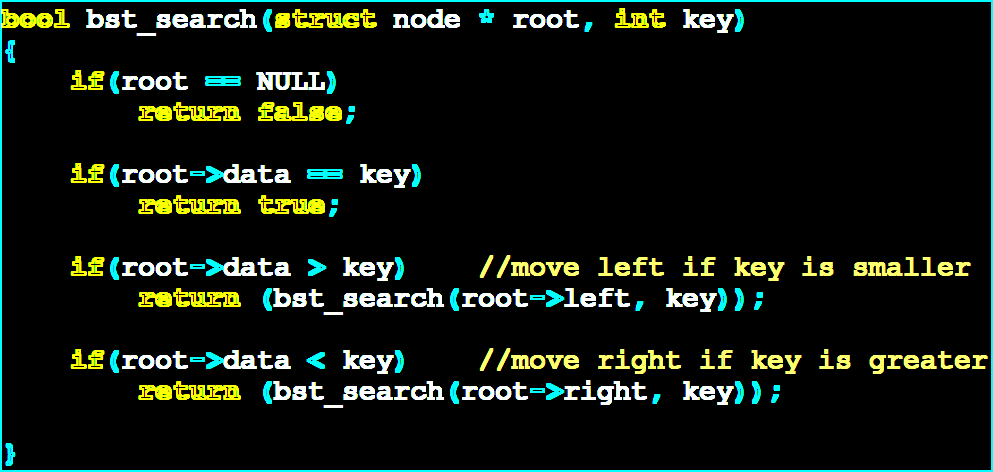 bool bst_search(struct node * root, int key)
{
if(root == NULL)
return false;
if(root->data == key)
return true;
if(root->data > key) //move left if key is smaller
return (bst_search(root->left, key));
if(root->data < key) //move right if key is greater
return (bst_search(root->right, key));
}